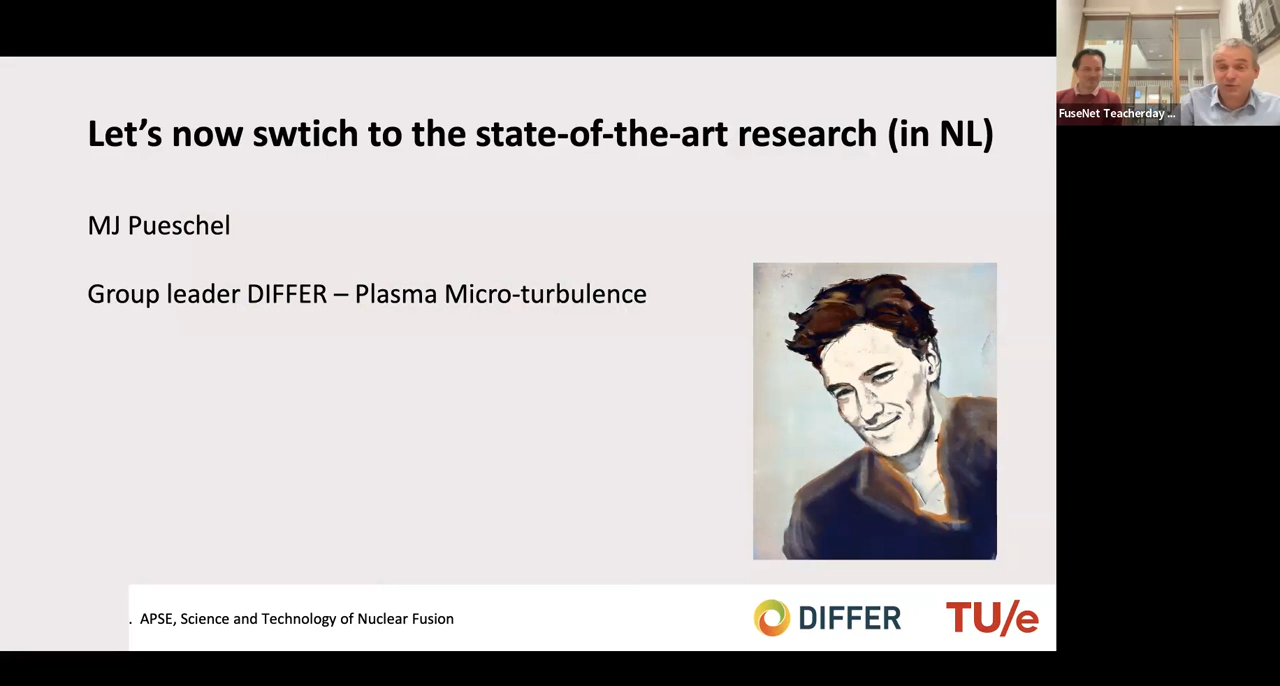 Let's now swtich to the state-of-the-art research (in NL)
MJ Pueschel
Group leader DIFFER – Plasma Micro-turbulence
. APSE, Science and Technology of Nuclear Fusion
DIFFER
TU/e
FuseNet Teacherday ...